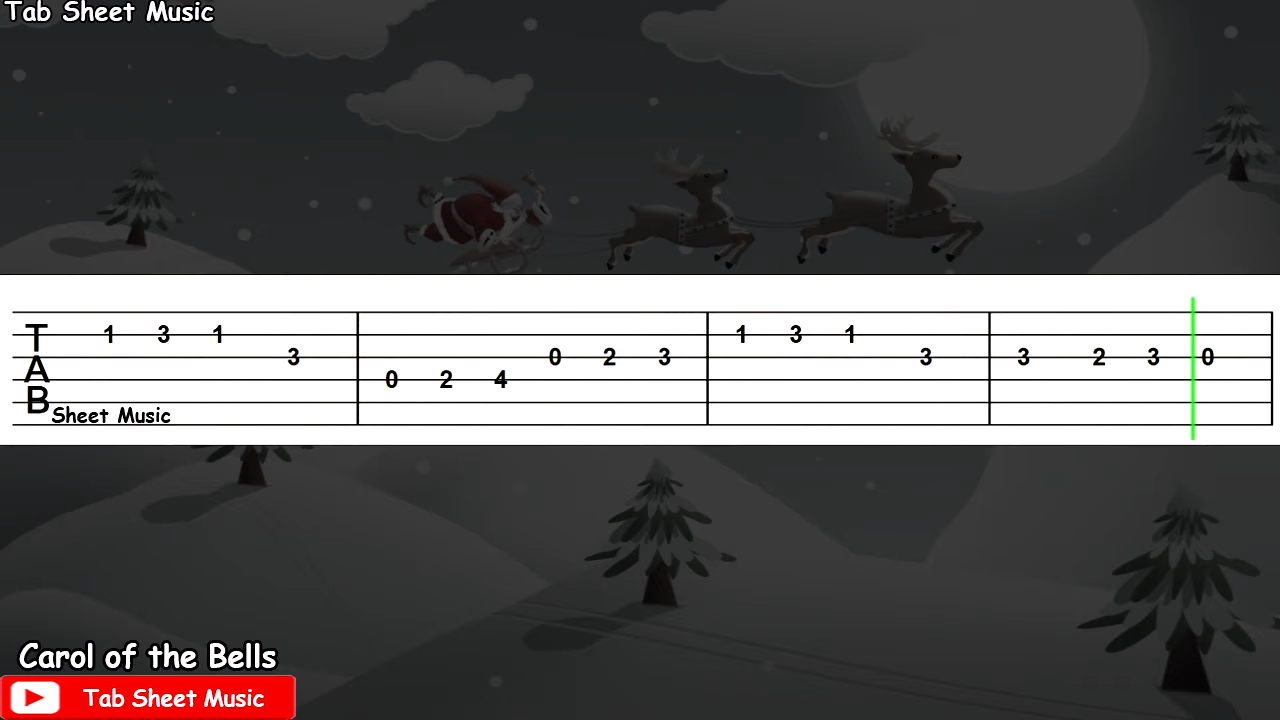 Tab Sheet Music
T
A
B
1 3 1
3
0 2 4
0 2 3
1 3 1
3
3 2 3 0
Sheet Music
Carol of the Bells
Tab Sheet Music